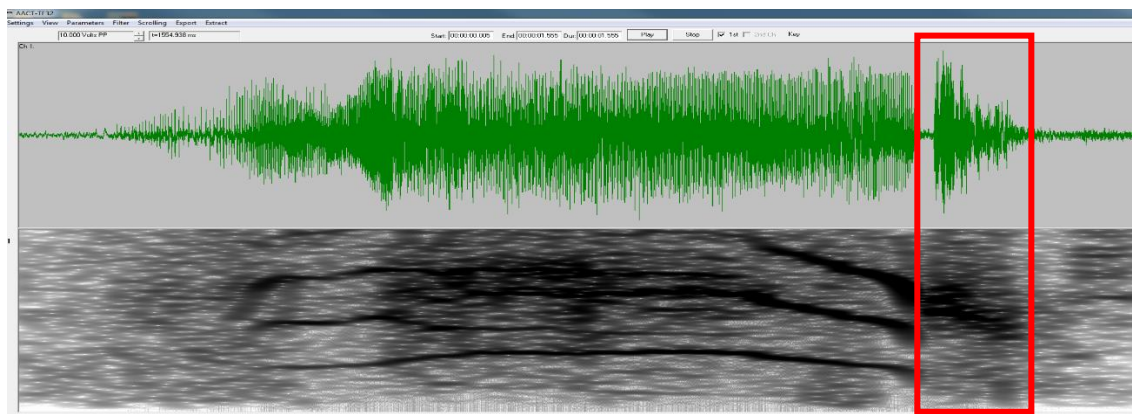 AACT-TF32
Settings View Parameters Filter Scrolling Export Extract
10.000 Volts PP t=1554.938 ms Start: 00:00:00.005 End: 00:00:01.555 Dur: 00:00:01.555 Play Stop 1st 2nd Ch Key
Ch 1: